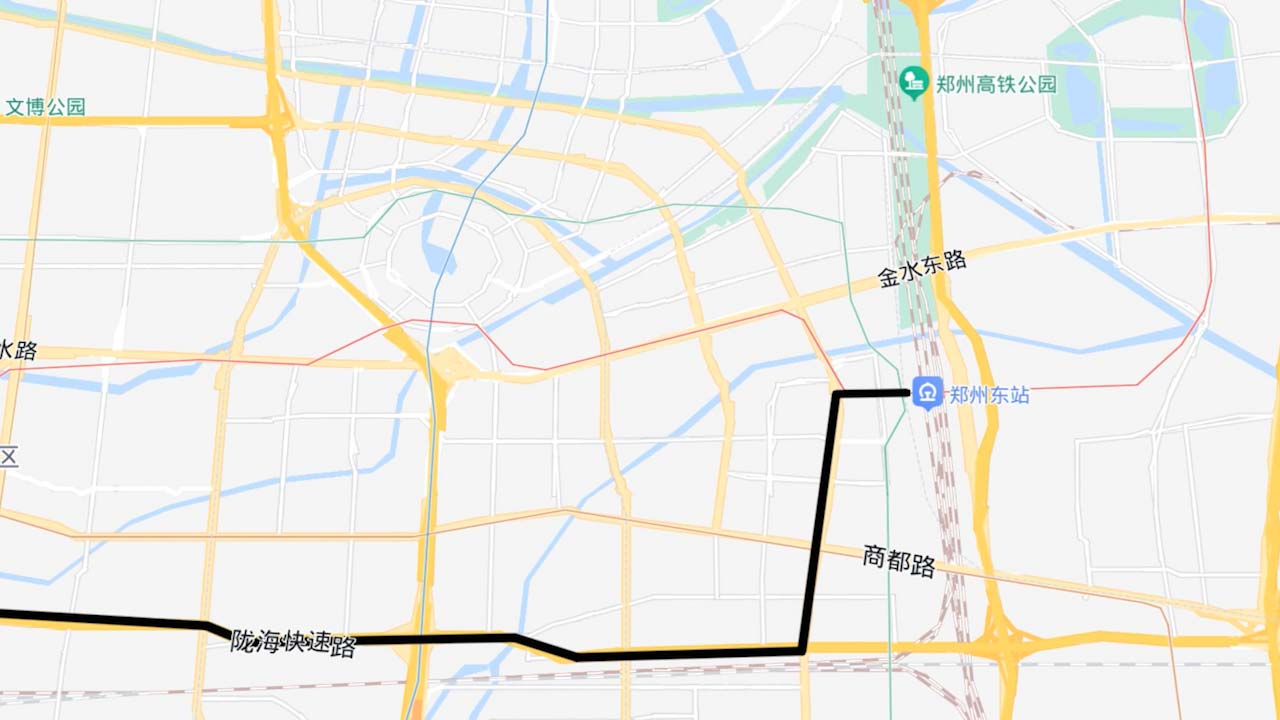 郑州高铁公园
文博公园
金水东路
水路
郑州东站
区
商都路
陇海快速路